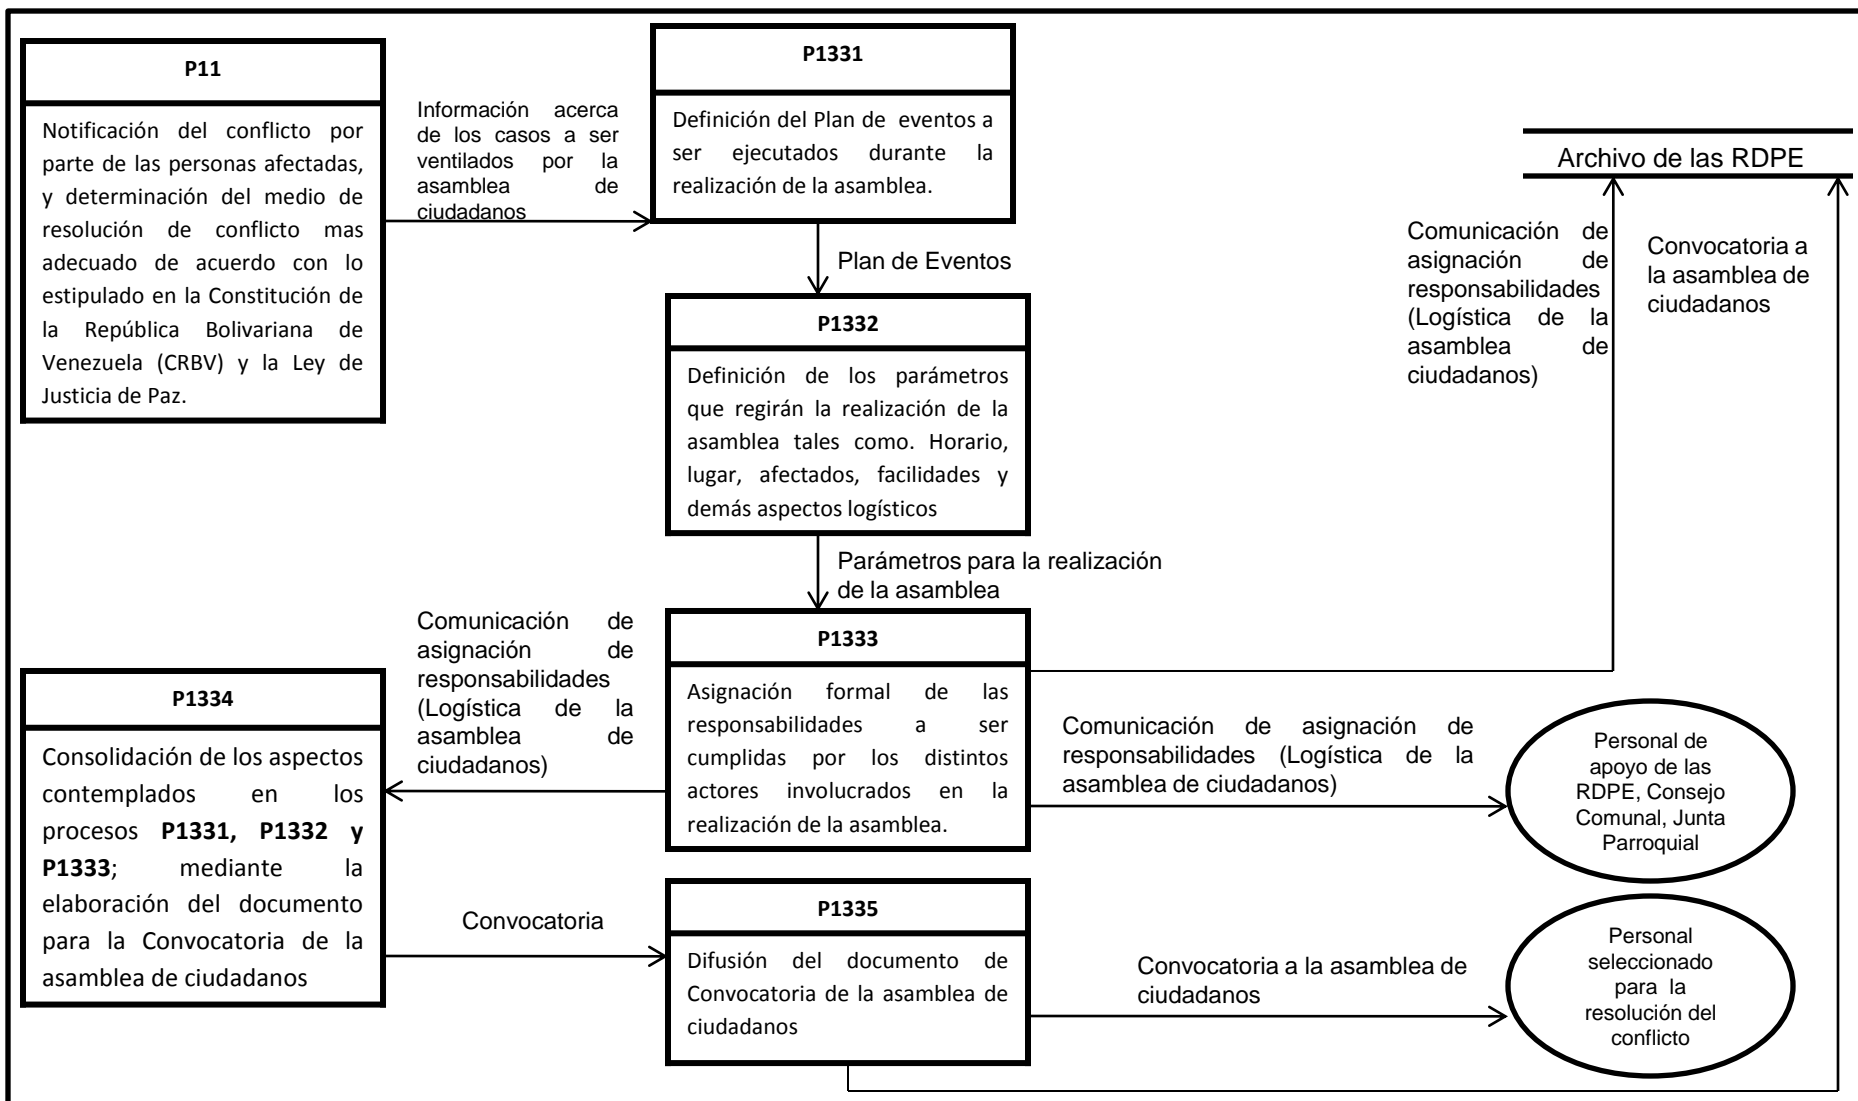 P11
Notificación del conflicto por
parte de las personas afectadas,
y determinación del medio de
resolución de conflicto mas
adecuado de acuerdo con lo
estipulado en la Constitución de
la República Bolivariana de
Venezuela (CRBV) y la Ley de
Justicia de Paz.
Información acerca
de los casos a ser
ventilados por la
asamblea de
ciudadanos
P1331
Definición del Plan de eventos a
ser ejecutados durante la
realización de la asamblea.
Plan de Eventos
P1332
Definición de los parámetros
que regirán la realización de la
asamblea tales como. Horario,
lugar, afectados, facilidades y
demás aspectos logísticos
Parámetros para la realización
de la asamblea
P1333
Asignación formal de las
responsabilidades a ser
cumplidas por los distintos
actores involucrados en la
realización de la asamblea.
Comunicación de
asignación de
responsabilidades
(Logística de la
asamblea de
ciudadanos)
P1334
Consolidación de los aspectos
contemplados en los
procesos P1331, P1332 y
P1333; mediante la
elaboración del documento
para la Convocatoria de la
asamblea de ciudadanos
Convocatoria
P1335
Difusión del documento de
Convocatoria de la asamblea de
ciudadanos
Archivo de las RDPE
Comunicación de
asignación de
responsabilidades
(Logística de la
asamblea de
ciudadanos)
Convocatoria a
la asamblea de
ciudadanos
Comunicación de asignación de
responsabilidades (Logística de la
asamblea de ciudadanos)
Personal de
apoyo de las
RDPE, Consejo
Comunal, Junta
Parroquial
Convocatoria a la asamblea de
ciudadanos
Personal
seleccionado
para la
resolución del
conflicto